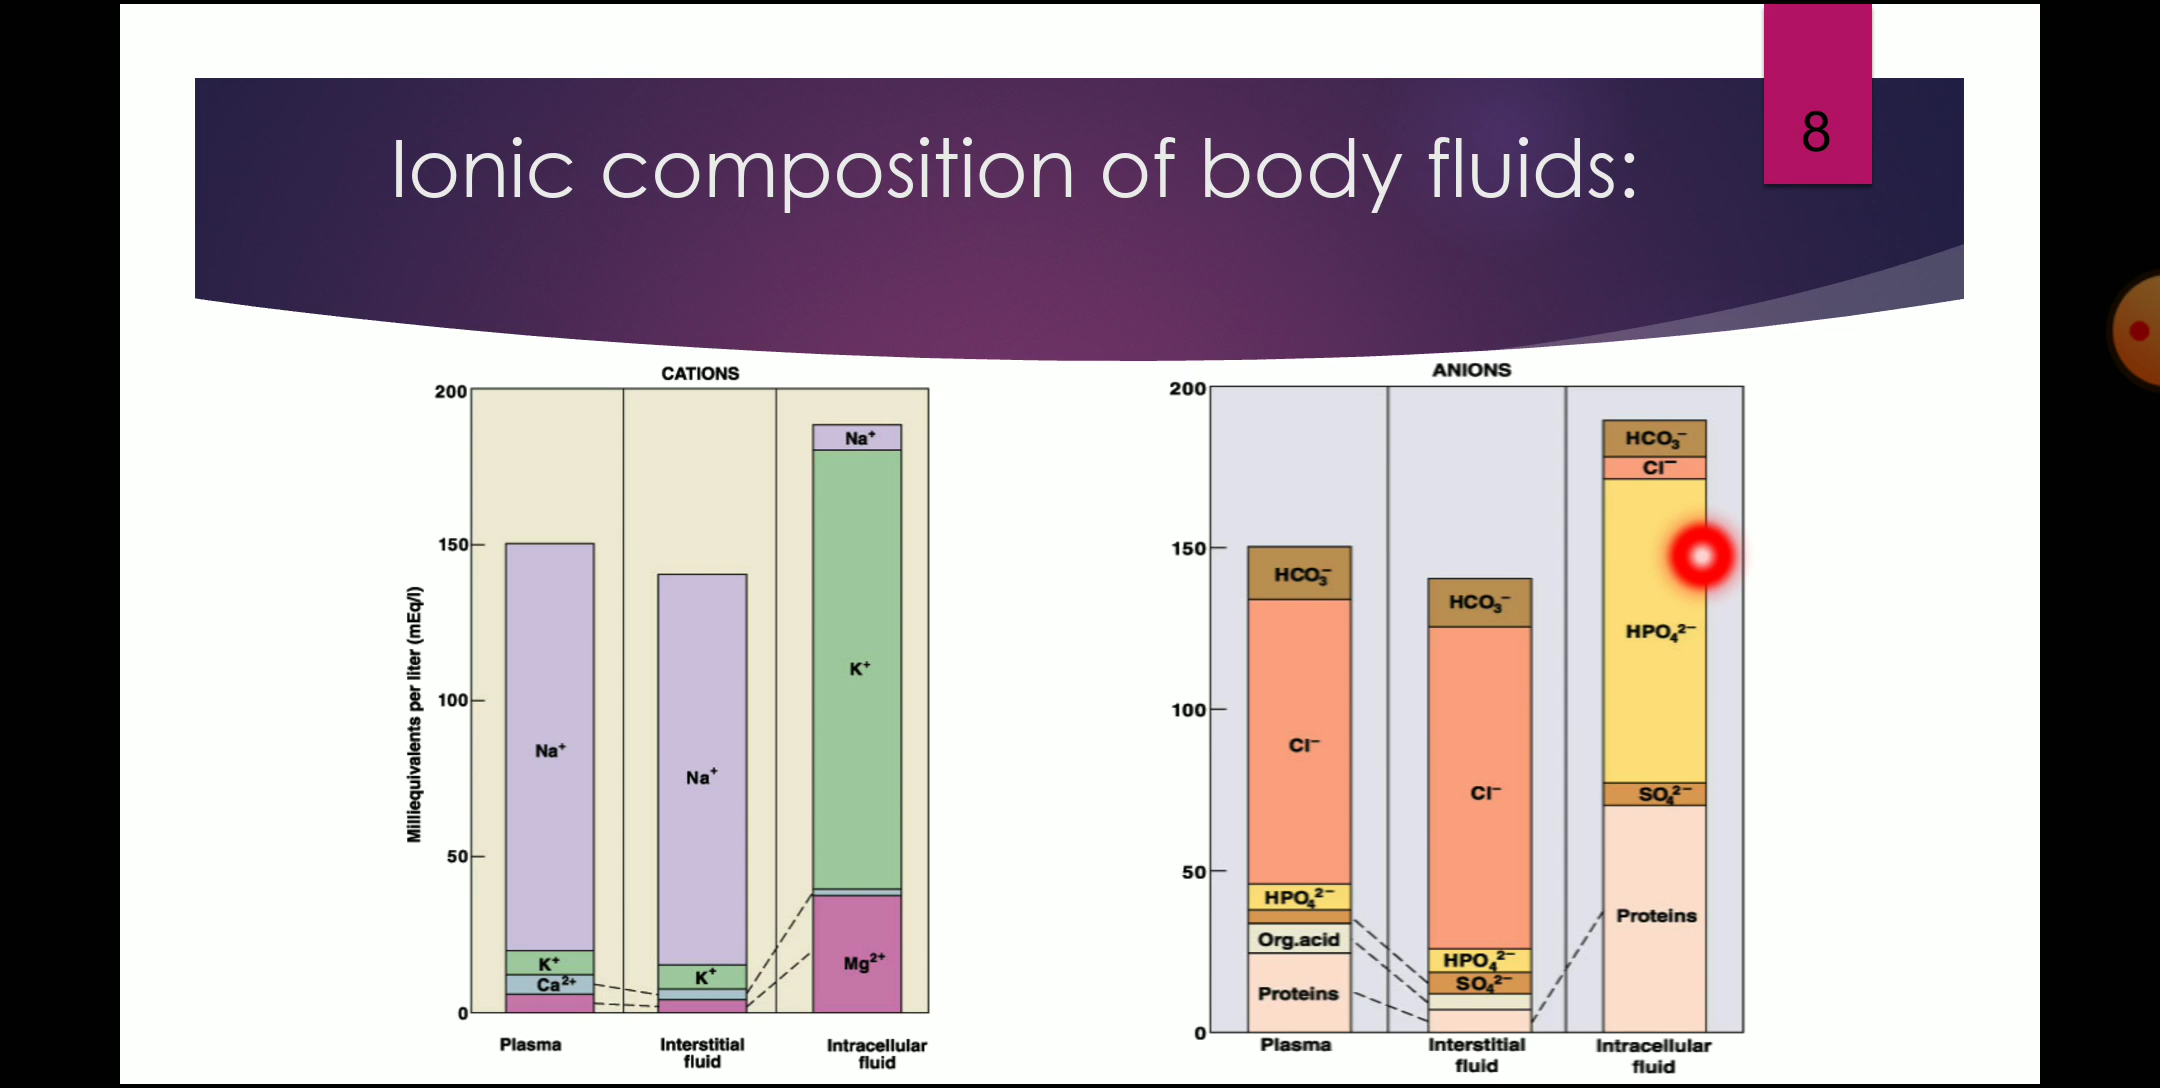 8
Ionic composition of body fluids:
CATIONS
200
150
100
50
0
Milliequivalents per liter (mEq/l)
Na⁺
K⁺
Ca²⁺
Na⁺
K⁺
Na⁺
K⁺
Mg²⁺
Plasma
Interstitial
fluid
Intracellular
fluid
ANIONS
200
150
100
50
0
HCO₃⁻
Cl⁻
HPO₄²⁻
Org.acid
Proteins
HCO₃⁻
Cl⁻
HPO₄²⁻
SO₄²⁻
HCO₃⁻
Cl⁻
HPO₄²⁻
SO₄²⁻
Proteins
Plasma
Interstitial
fluid
Intracellular
fluid